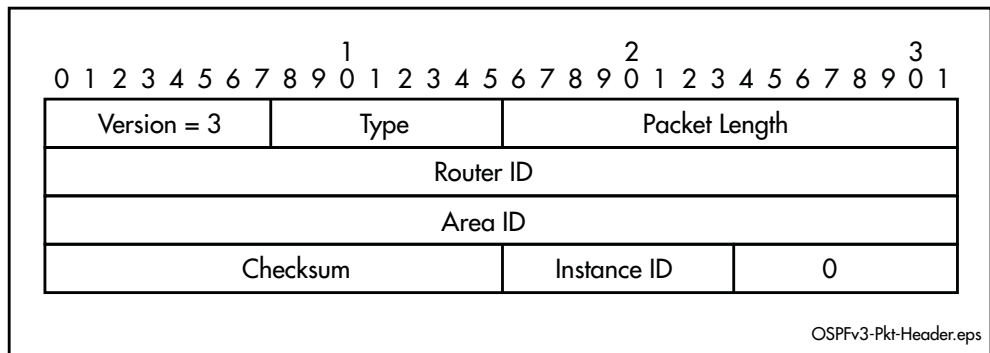 1 2 3
0 1 2 3 4 5 6 7 8 9 0 1 2 3 4 5 6 7 8 9 0 1 2 3 4 5 6 7 8 9 0 1
Version = 3 Type Packet Length
Router ID
Area ID
Checksum Instance ID 0
OSPFv3-Pkt-Header.eps